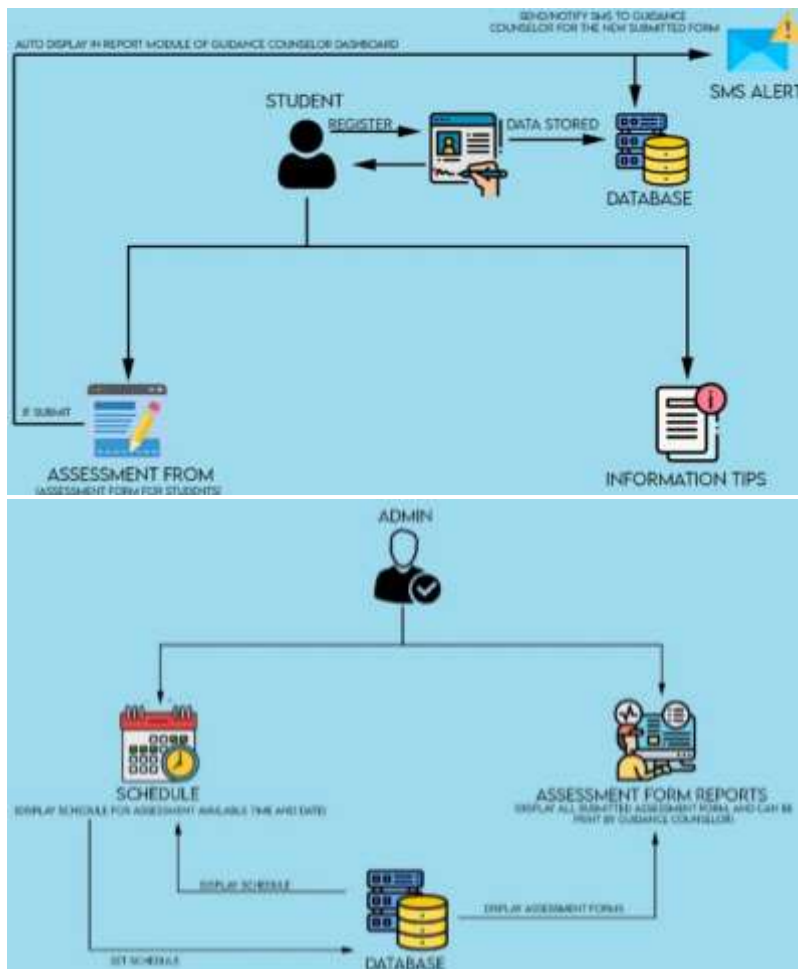 SEND/NOTIFY SMS TO GUIDANCE
COUNSELOR FOR THE NEW SUBMITTED FORM
AUTO DISPLAY IN REPORT MODULE OF GUIDANCE COUNSELOR DASHBOARD
SMS ALERT
STUDENT
REGISTER
DATA STORED
DATABASE
IF SUBMIT
ASSESSMENT FROM
(ASSESSMENT FORM FOR STUDENTS)
INFORMATION TIPS
ADMIN
SCHEDULE
(DISPLAY SCHEDULE FOR ASSESSMENT AVAILABLE TIME AND DATE)
ASSESSMENT FORM REPORTS
(DISPLAY ALL SUBMITTED ASSESSMENT FORM, AND CAN BE
PRINT BY GUIDANCE COUNSELOR)
DISPLAY SCHEDULE
DISPLAY ASSESSMENT FORMS
SET SCHEDULE
DATABASE